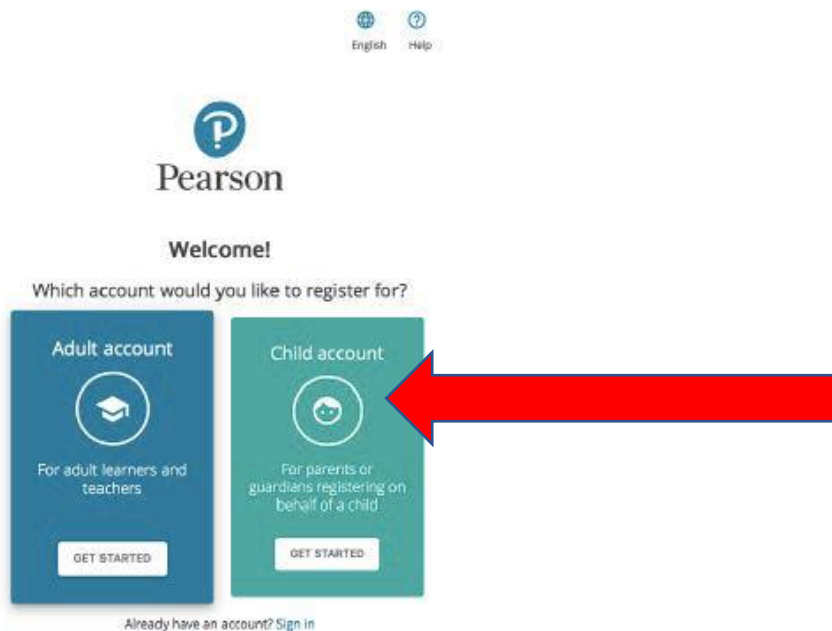 English Help
Pearson
Welcome!
Which account would you like to register for?
Adult account
For adult learners and
teachers
GET STARTED
Child account
For parents or
guardians registering on
behalf of a child
GET STARTED
Already have an account? Sign in